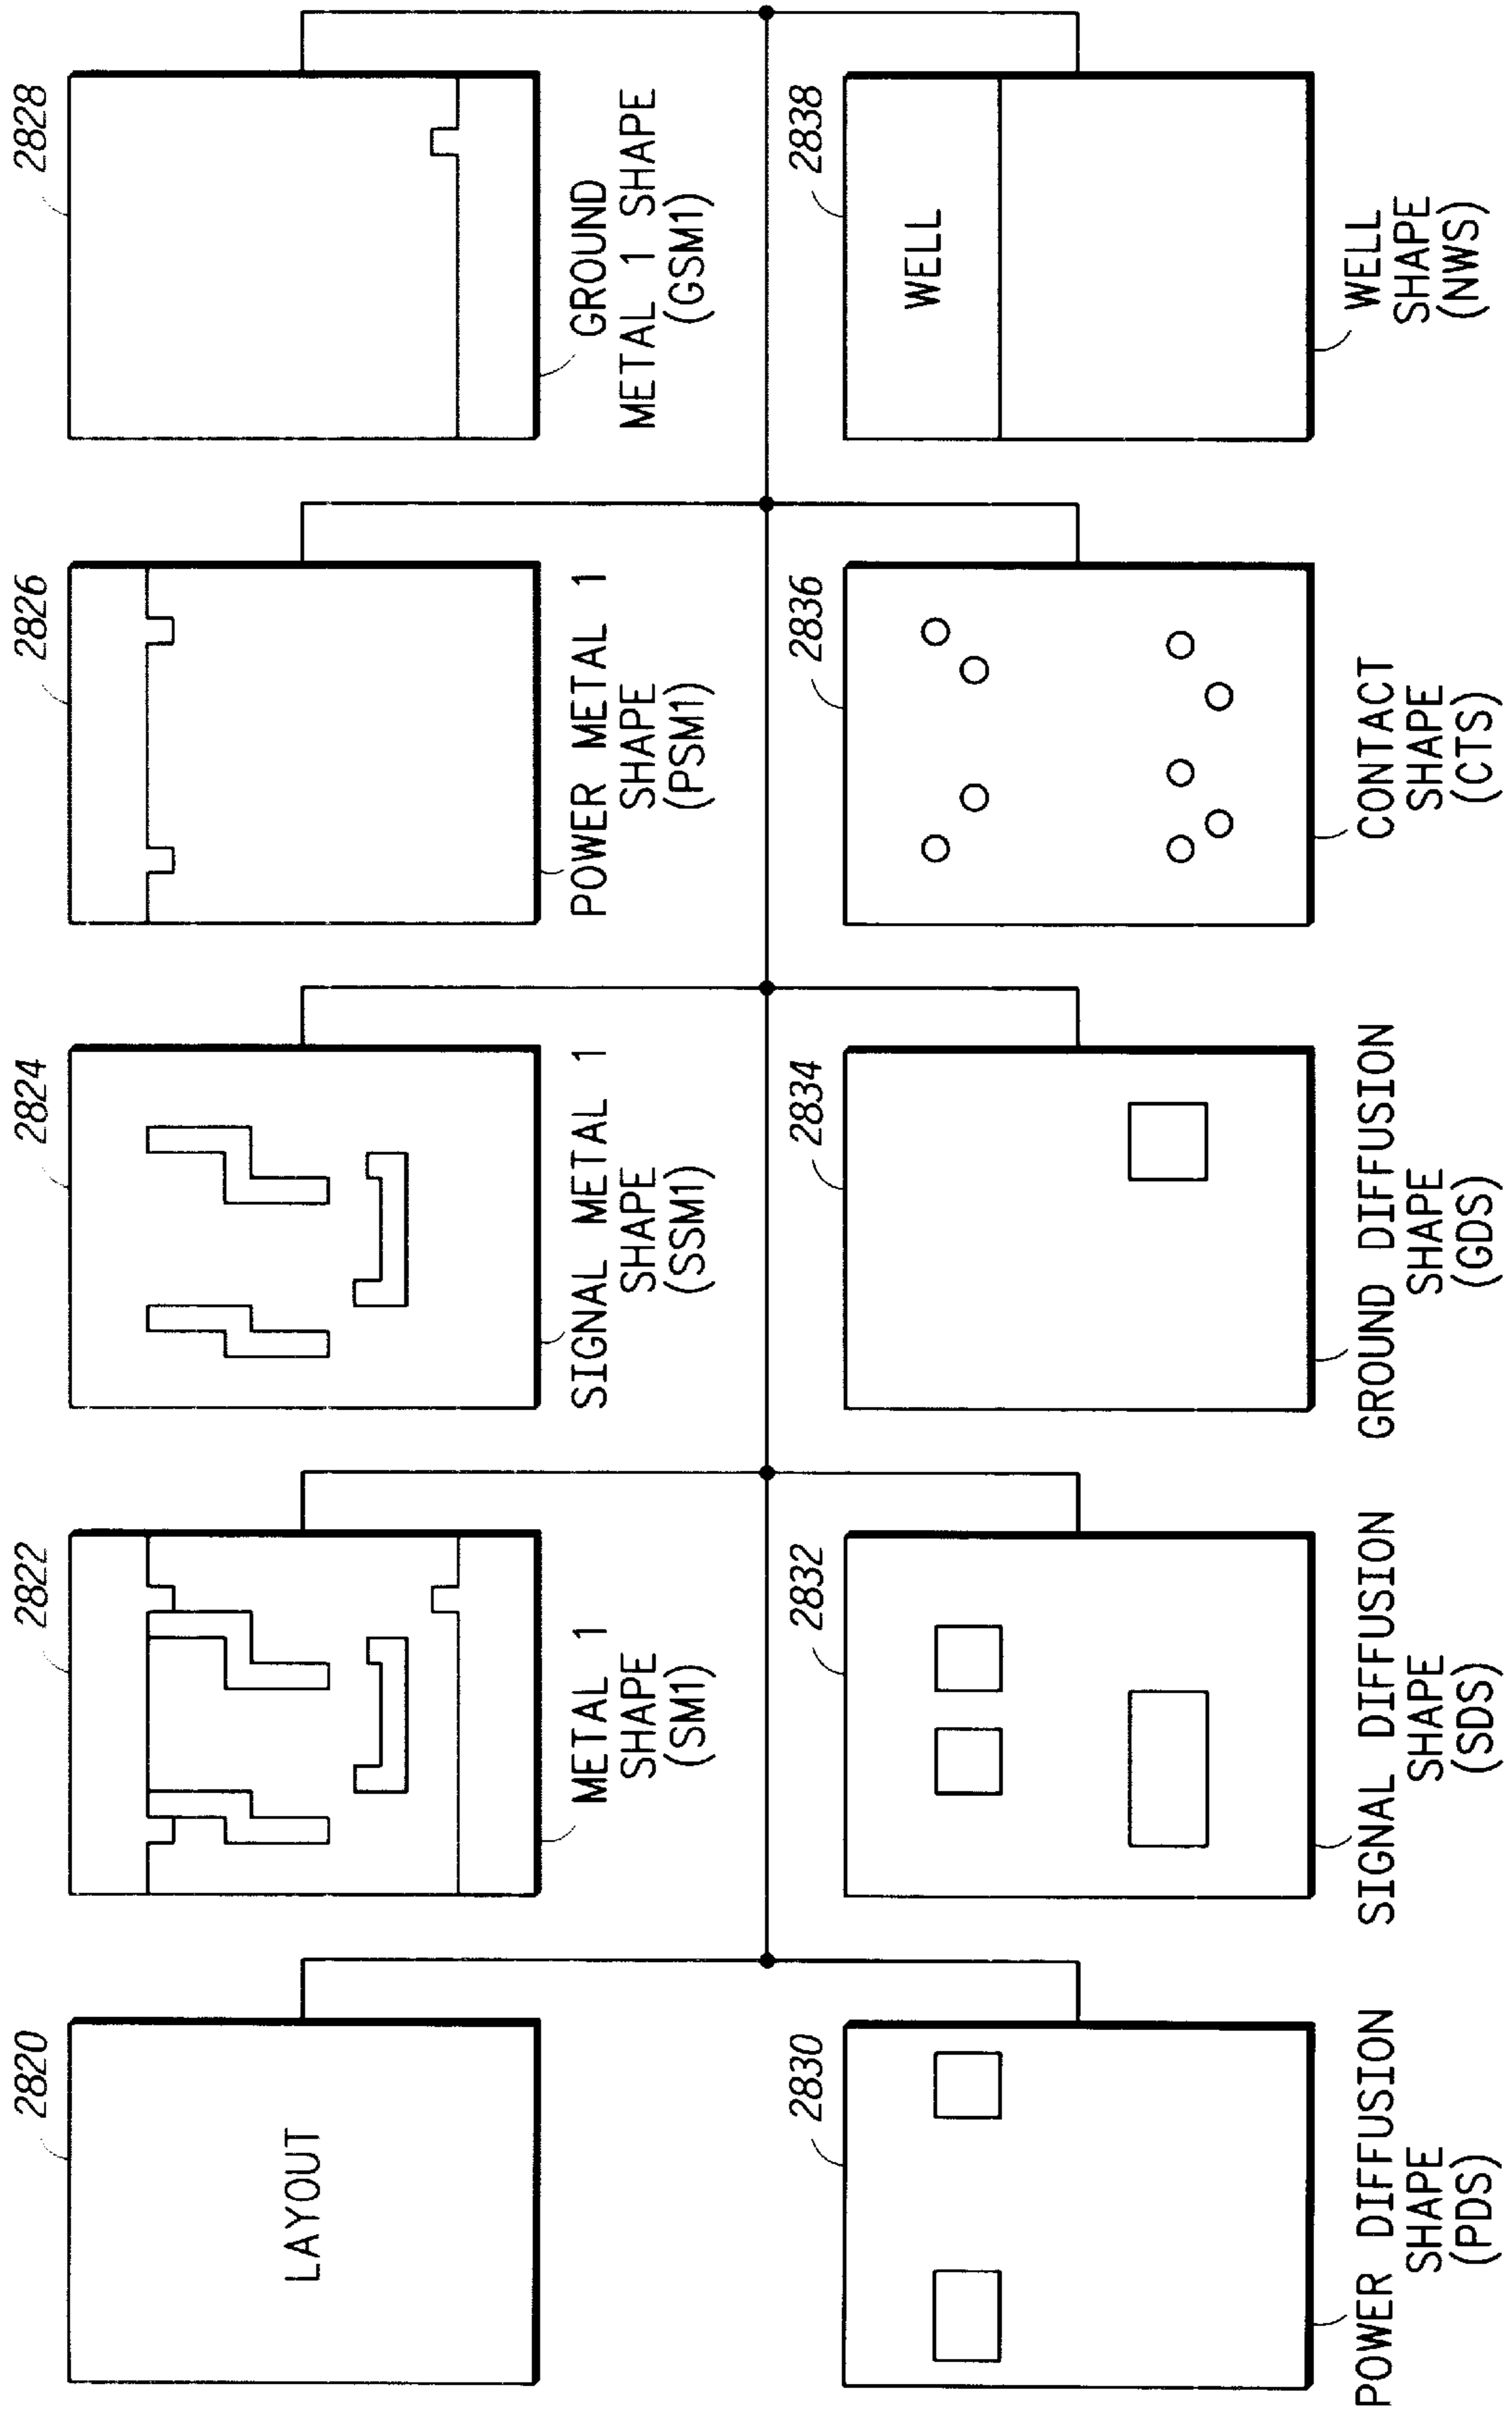 2820
LAYOUT
2822
METAL 1
SHAPE
(SM1)
2824
SIGNAL METAL 1
SHAPE
(SSM1)
2826
POWER METAL 1
SHAPE
(PSM1)
2828
GROUND
METAL 1 SHAPE
(GSM1)
2830
POWER DIFFUSION
SHAPE
(PDS)
2832
SIGNAL DIFFUSION
SHAPE
(SDS)
2834
GROUND DIFFUSION
SHAPE
(GDS)
2836
CONTACT
SHAPE
(CTS)
2838
WELL
WELL
SHAPE
(NWS)